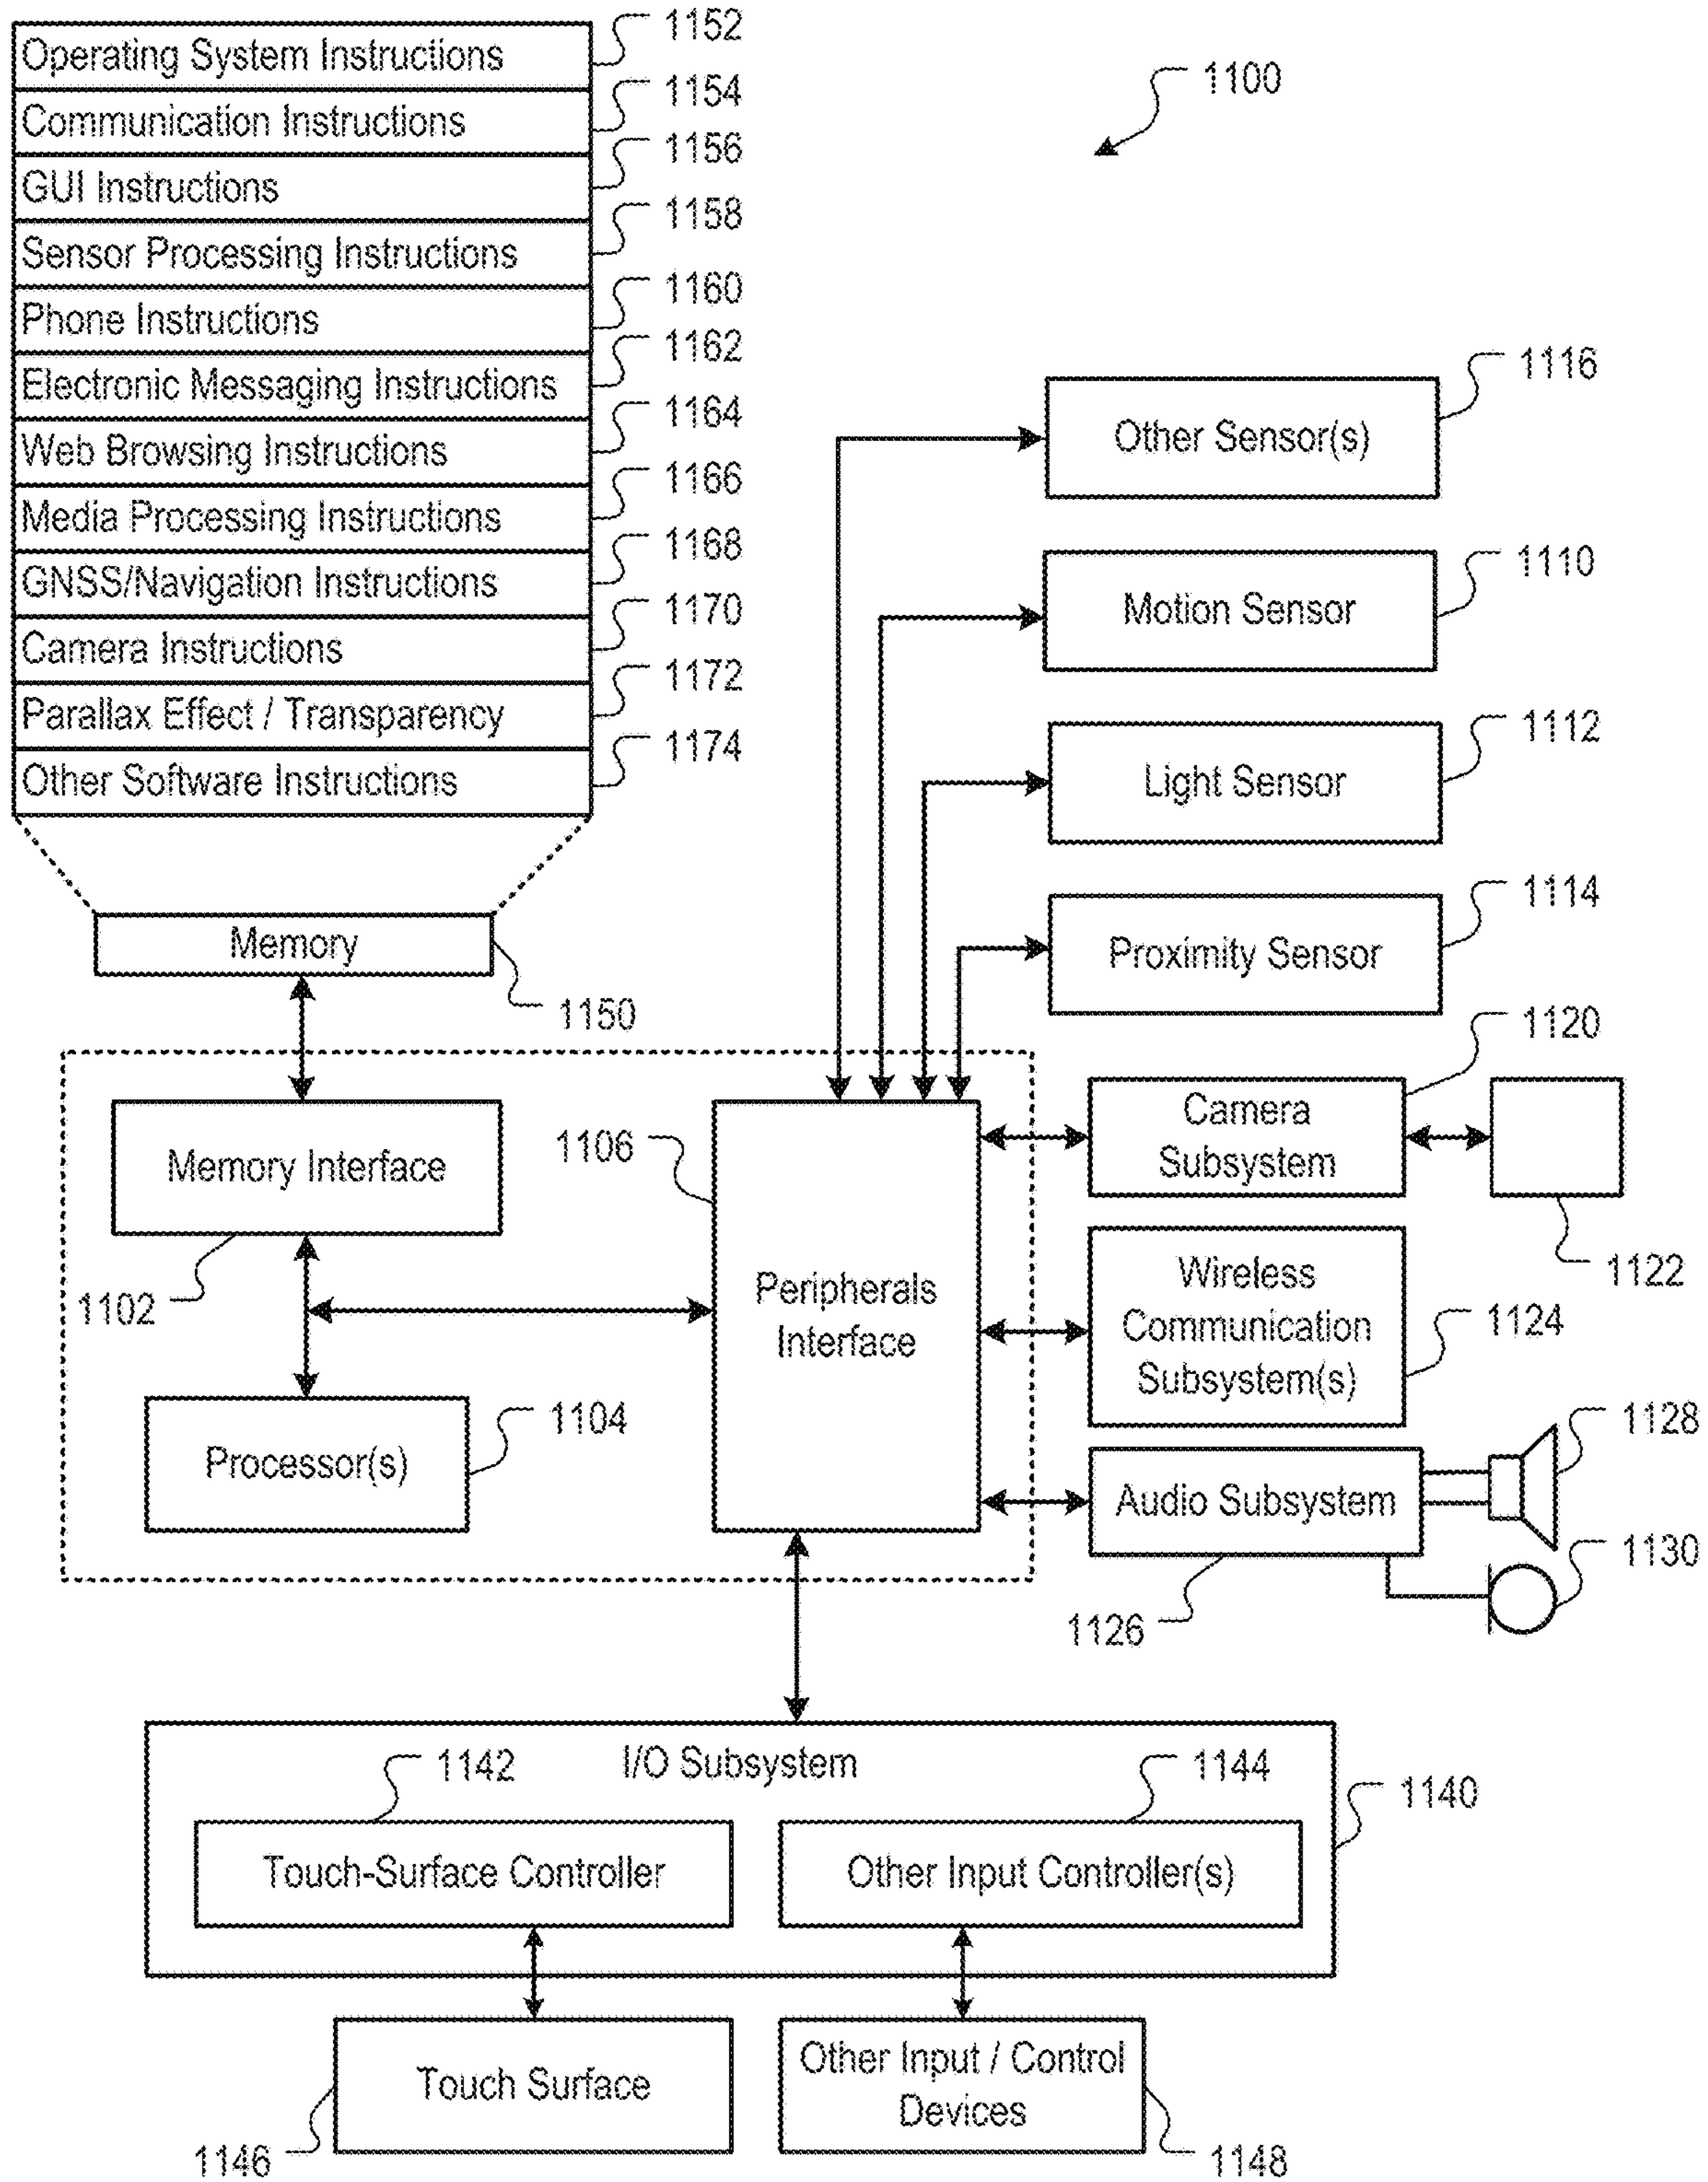 1152
Operating System Instructions
1100
1154
Communication Instructions
1156
GUI Instructions
1158
Sensor Processing Instructions
1160
Phone Instructions
1162
Electronic Messaging Instructions
1116
Other Sensor(s)
1164
Web Browsing Instructions
1166
Media Processing Instructions
1168
GNSS/Navigation Instructions
1110
Motion Sensor
1170
Camera Instructions
1172
Parallax Effect / Transparency
1112
Light Sensor
1174
Other Software Instructions
1114
Proximity Sensor
Memory
1150
1120
Camera
Subsystem
1106
Memory Interface
1122
1102
Peripherals
Interface
Wireless
Communication
Subsystem(s)
1124
1104
Processor(s)
1128
Audio Subsystem
1130
1126
1142
I/O Subsystem
1144
1140
Touch-Surface Controller
Other Input Controller(s)
Touch Surface
Other Input / Control
Devices
1146
1148